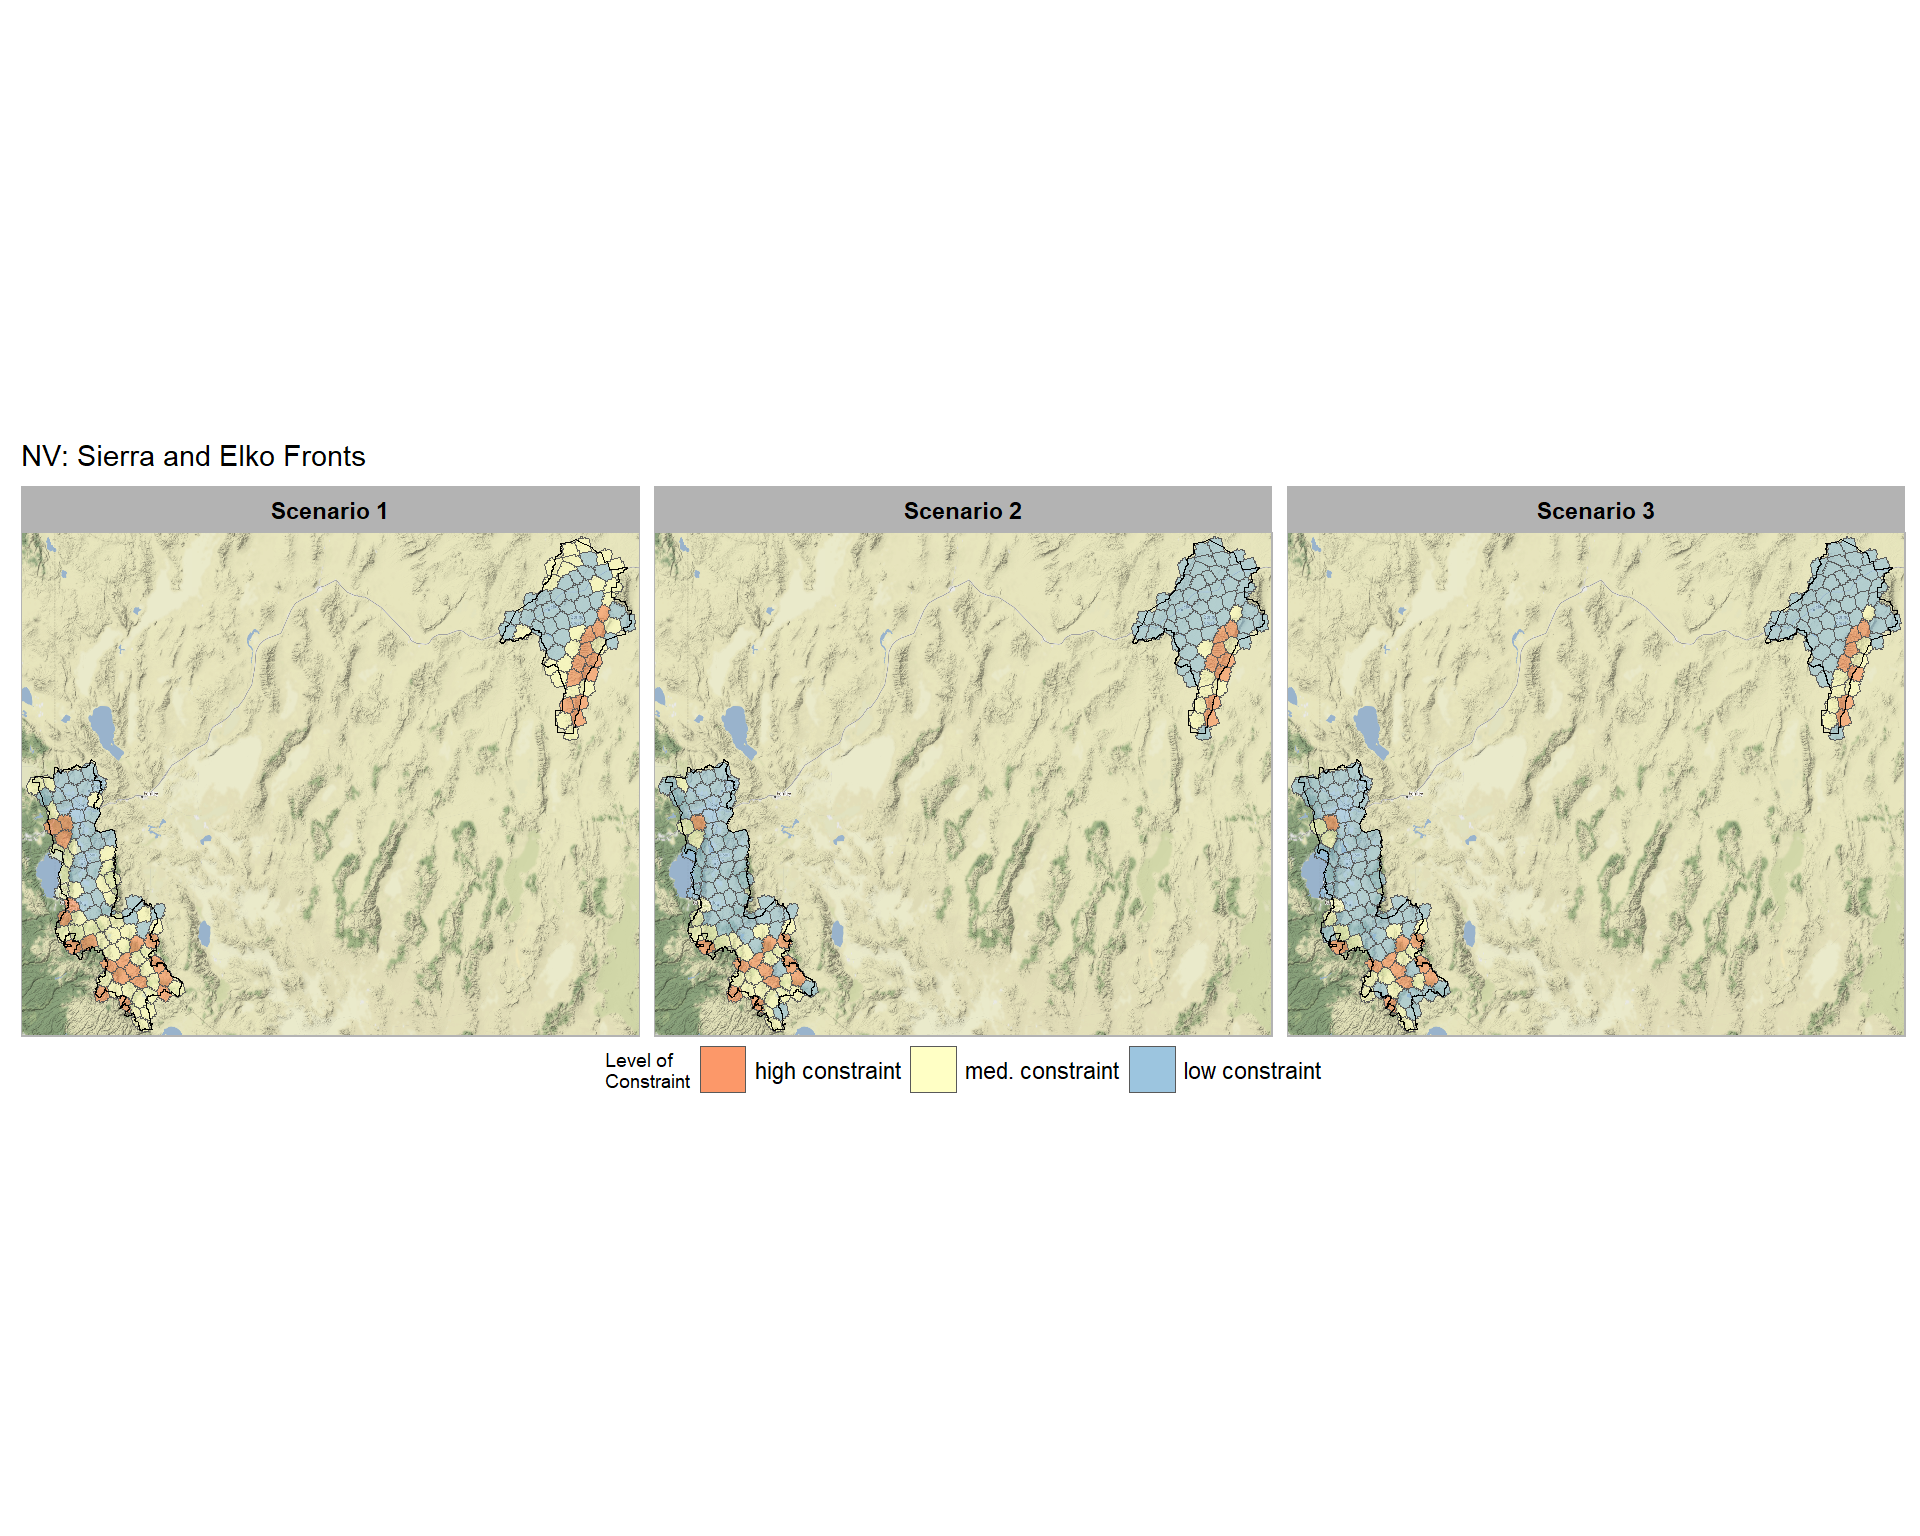 NV: Sierra and Elko Fronts
Scenario 1
Scenario 2
Scenario 3
Level of
Constraint
high constraint
med. constraint
low constraint